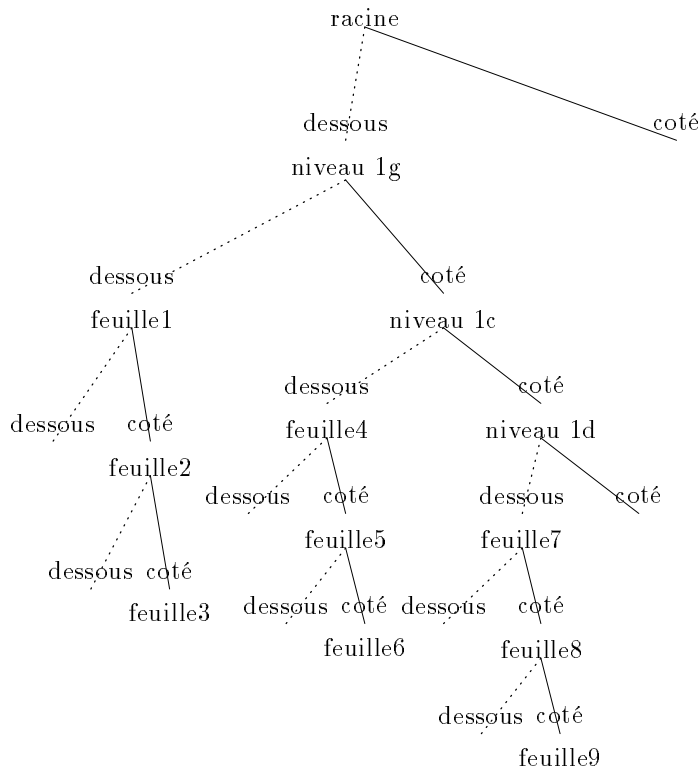 racine
dessous coté
niveau 1g
dessous coté
feuille1 niveau 1c
dessous coté
dessous coté feuille4 niveau 1d
feuille2 dessous coté dessous coté
feuille5 feuille7
dessous coté
feuille3 dessous coté dessous coté
feuille6 feuille8
dessous coté
feuille9